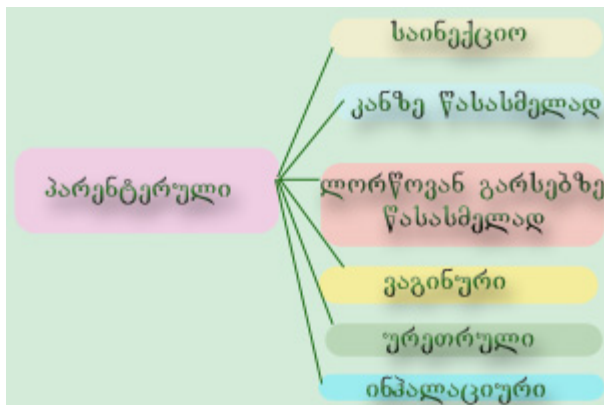 საინექციო
კანზე წასასმელად
პარენტერული
ლორწოვან გარსებზე
წასასმელად
ვაგინური
ურეთრული
ინჰალაციური